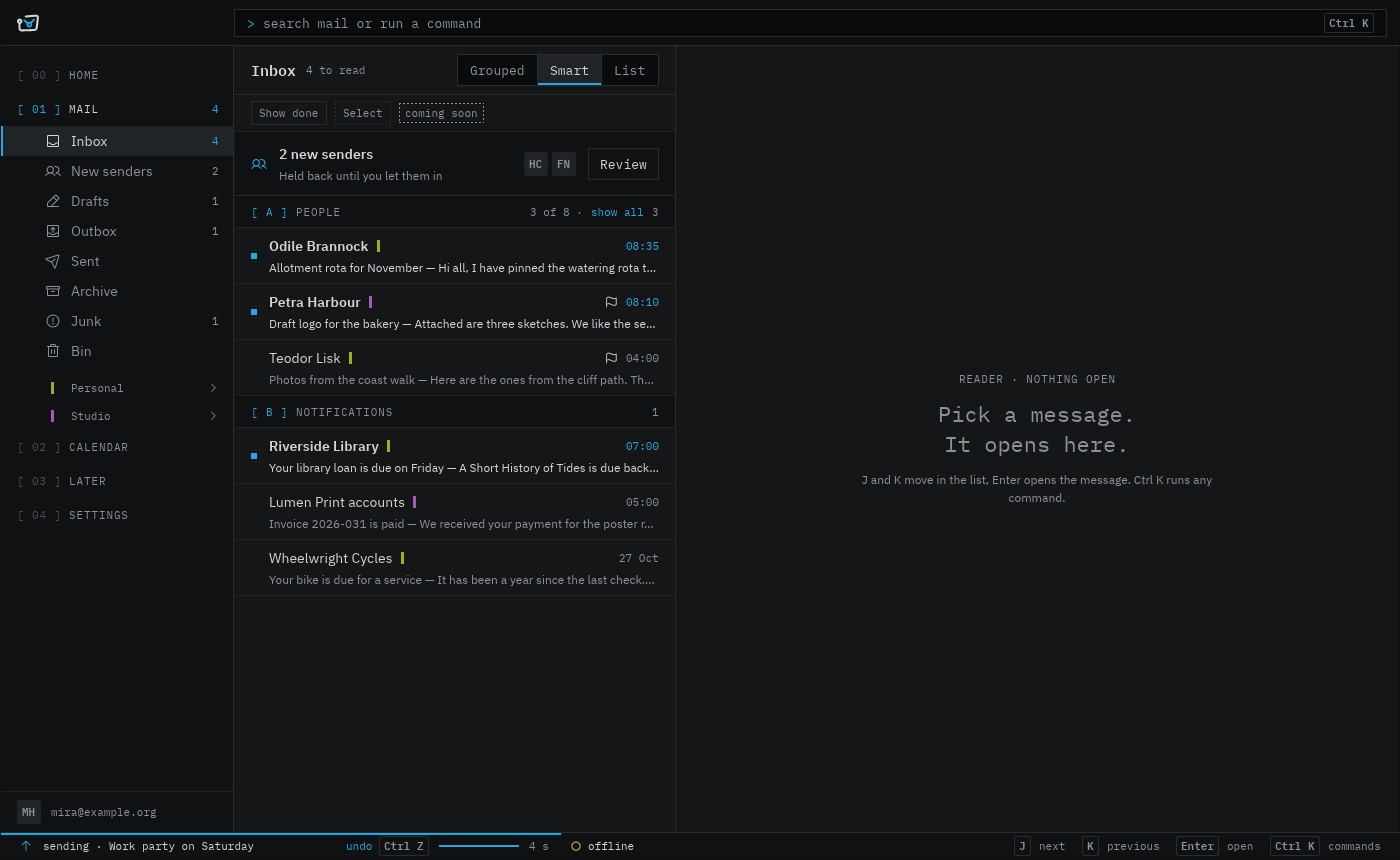 > search mail or run a command Ctrl K
[ 00 ] HOME
[ 01 ] MAIL 4
Inbox 4
New senders 2
Drafts 1
Outbox 1
Sent
Archive
Junk 1
Bin
Personal
Studio
[ 02 ] CALENDAR
[ 03 ] LATER
[ 04 ] SETTINGS
MH mira@example.org
Inbox 4 to read Grouped Smart List
Show done Select coming soon
2 new senders
Held back until you let them in
HC FN Review
[ A ] PEOPLE 3 of 8 · show all 3
Odile Brannock 08:35
Allotment rota for November — Hi all, I have pinned the watering rota t…
Petra Harbour 08:10
Draft logo for the bakery — Attached are three sketches. We like the se…
Teodor Lisk 04:00
Photos from the coast walk — Here are the ones from the cliff path. Th…
[ B ] NOTIFICATIONS 1
Riverside Library 07:00
Your library loan is due on Friday — A Short History of Tides is due back…
Lumen Print accounts 05:00
Invoice 2026-031 is paid — We received your payment for the poster r…
Wheelwright Cycles 27 Oct
Your bike is due for a service — It has been a year since the last check.…
READER · NOTHING OPEN
Pick a message.
It opens here.
J and K move in the list, Enter opens the message. Ctrl K runs any
command.
sending · Work party on Saturday undo Ctrl Z 4 s offline
J next K previous Enter open Ctrl K commands